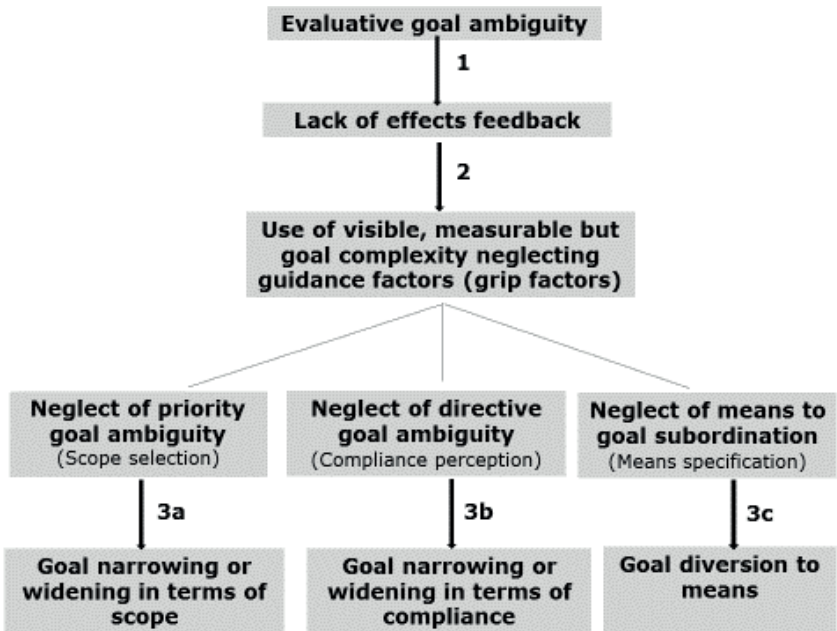 Evaluative goal ambiguity
1
Lack of effects feedback
2
Use of visible, measurable but
goal complexity neglecting
guidance factors (grip factors)
Neglect of priority
goal ambiguity
(Scope selection)
Neglect of directive
goal ambiguity
(Compliance perception)
Neglect of means to
goal subordination
(Means specification)
3a
3b
3c
Goal narrowing or
widening in terms of
scope
Goal narrowing or
widening in terms of
compliance
Goal diversion to
means